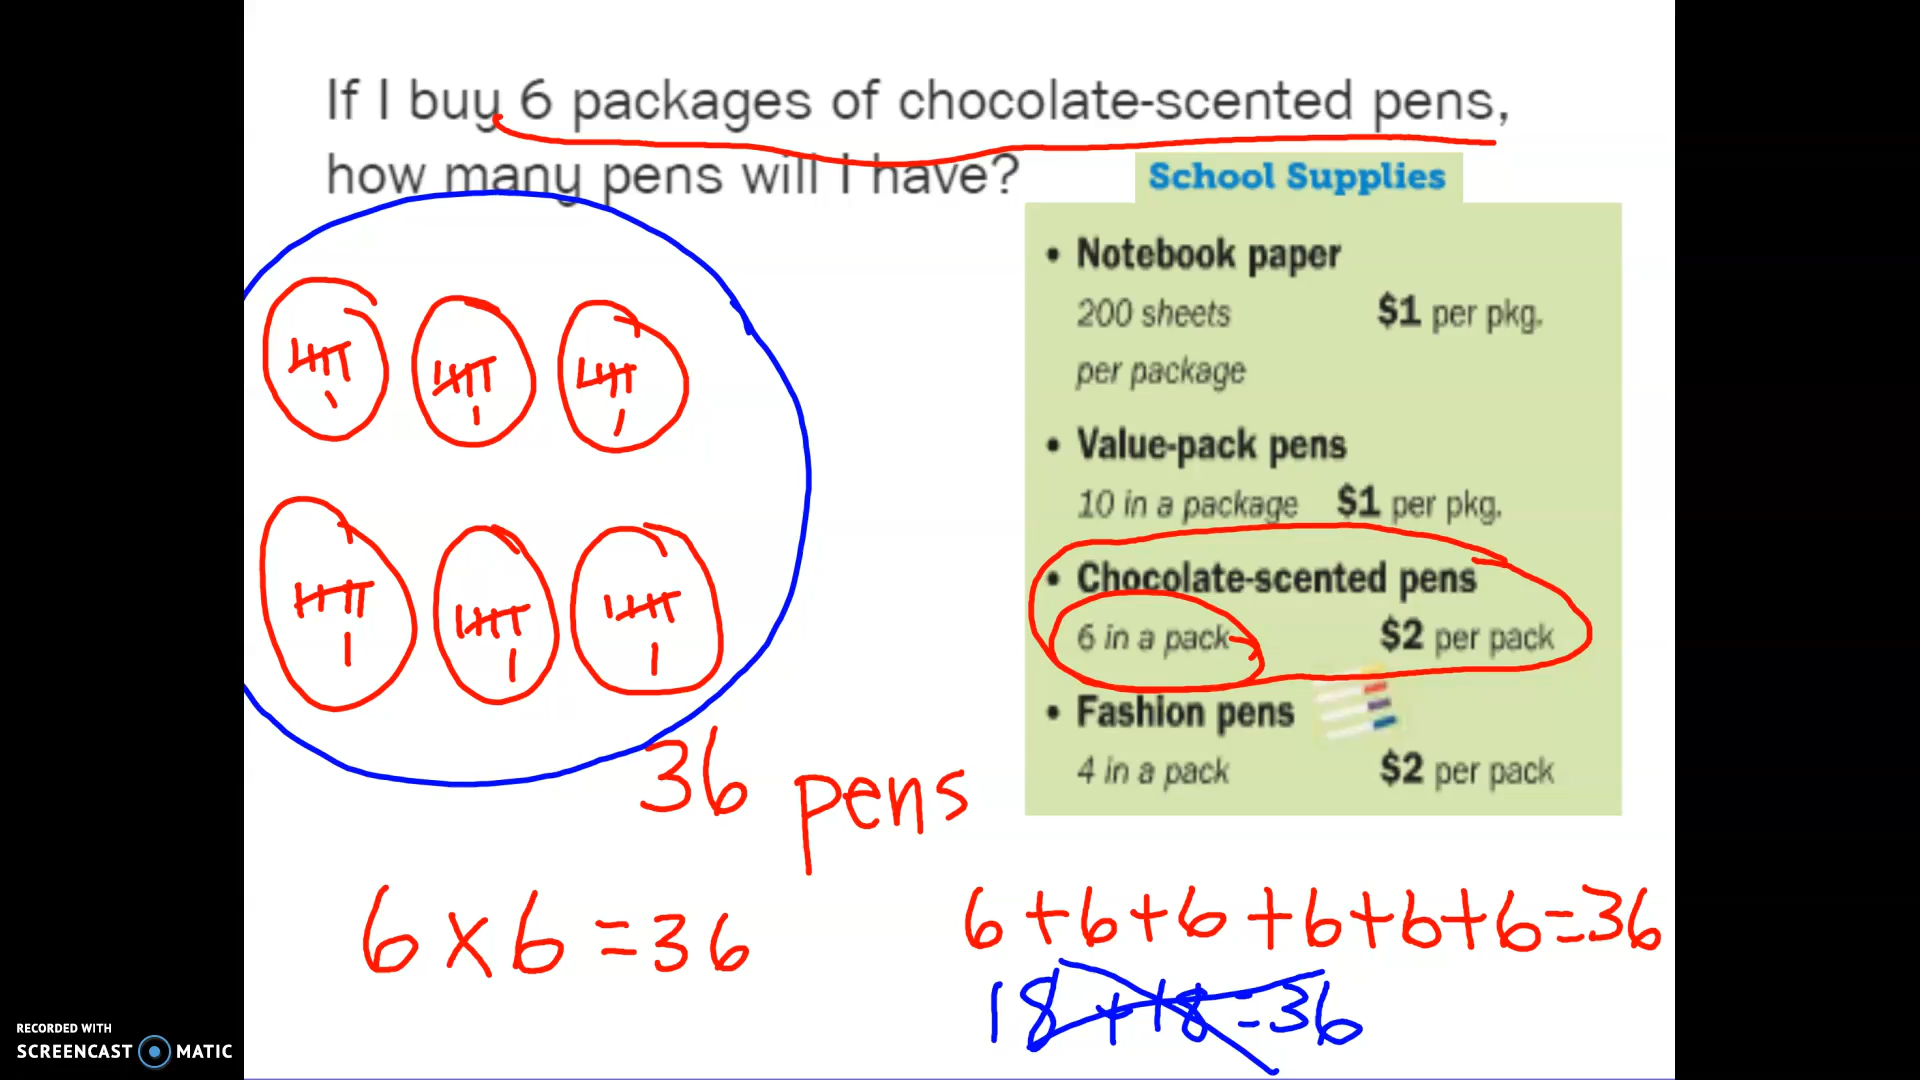 If I buy 6 packages of chocolate-scented pens,
how many pens will I have?
School Supplies
• Notebook paper
200 sheets $1 per pkg.
per package
• Value-pack pens
10 in a package $1 per pkg.
• Chocolate-scented pens
6 in a pack $2 per pack
• Fashion pens
4 in a pack $2 per pack
36 pens
6 x 6 = 36
6 + 6 + 6 + 6 + 6 + 6 = 36
18 + 18 = 36
RECORDED WITH
SCREENCAST MATIC